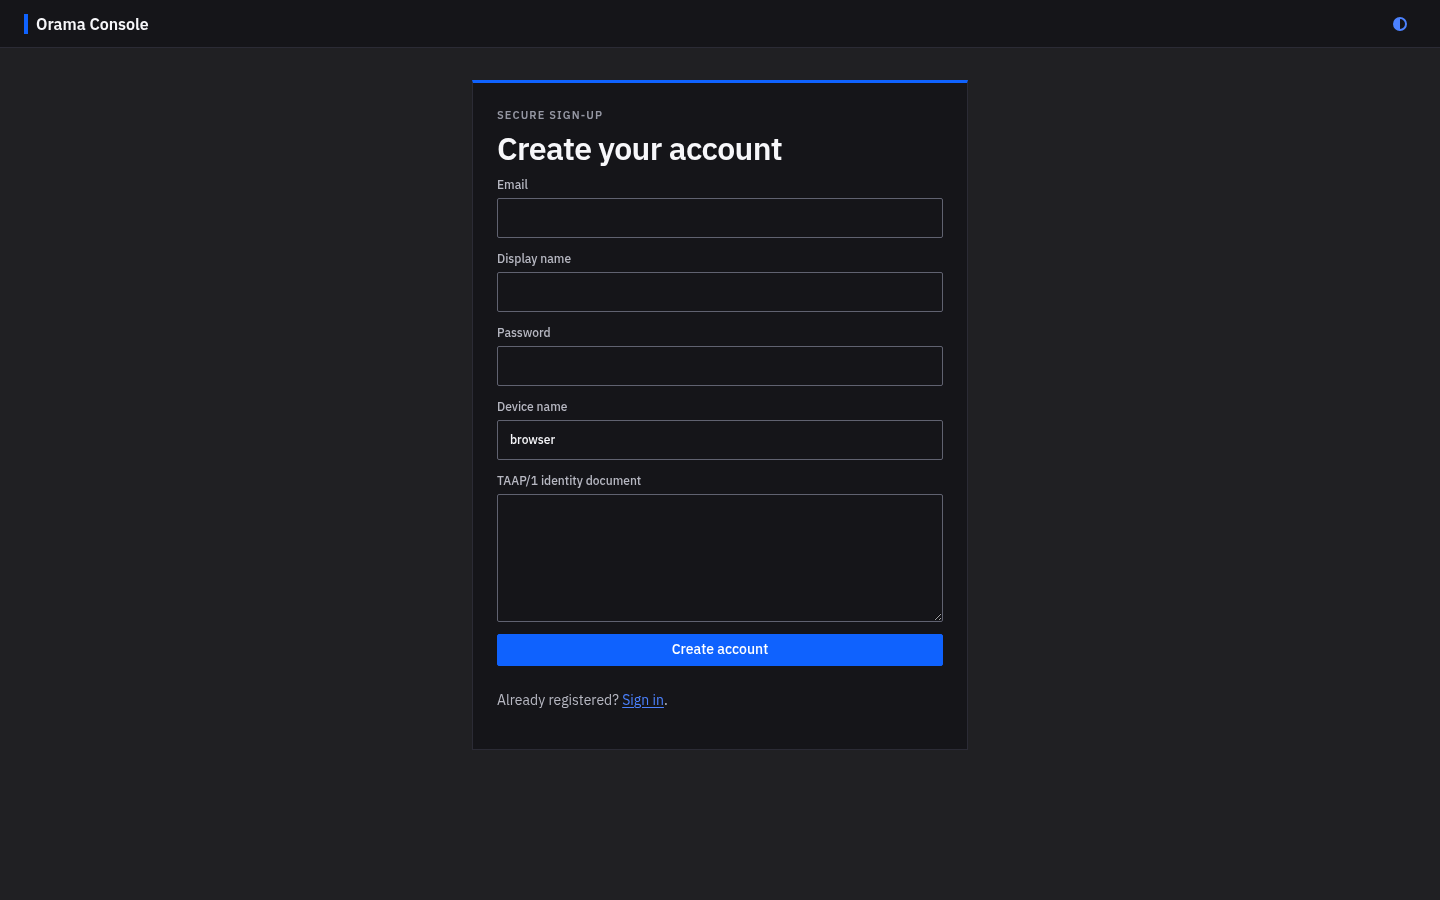 Orama Console
SECURE SIGN-UP
Create your account
Email
Display name
Password
Device name
browser
TAAP/1 identity document
Create account
Already registered? Sign in.